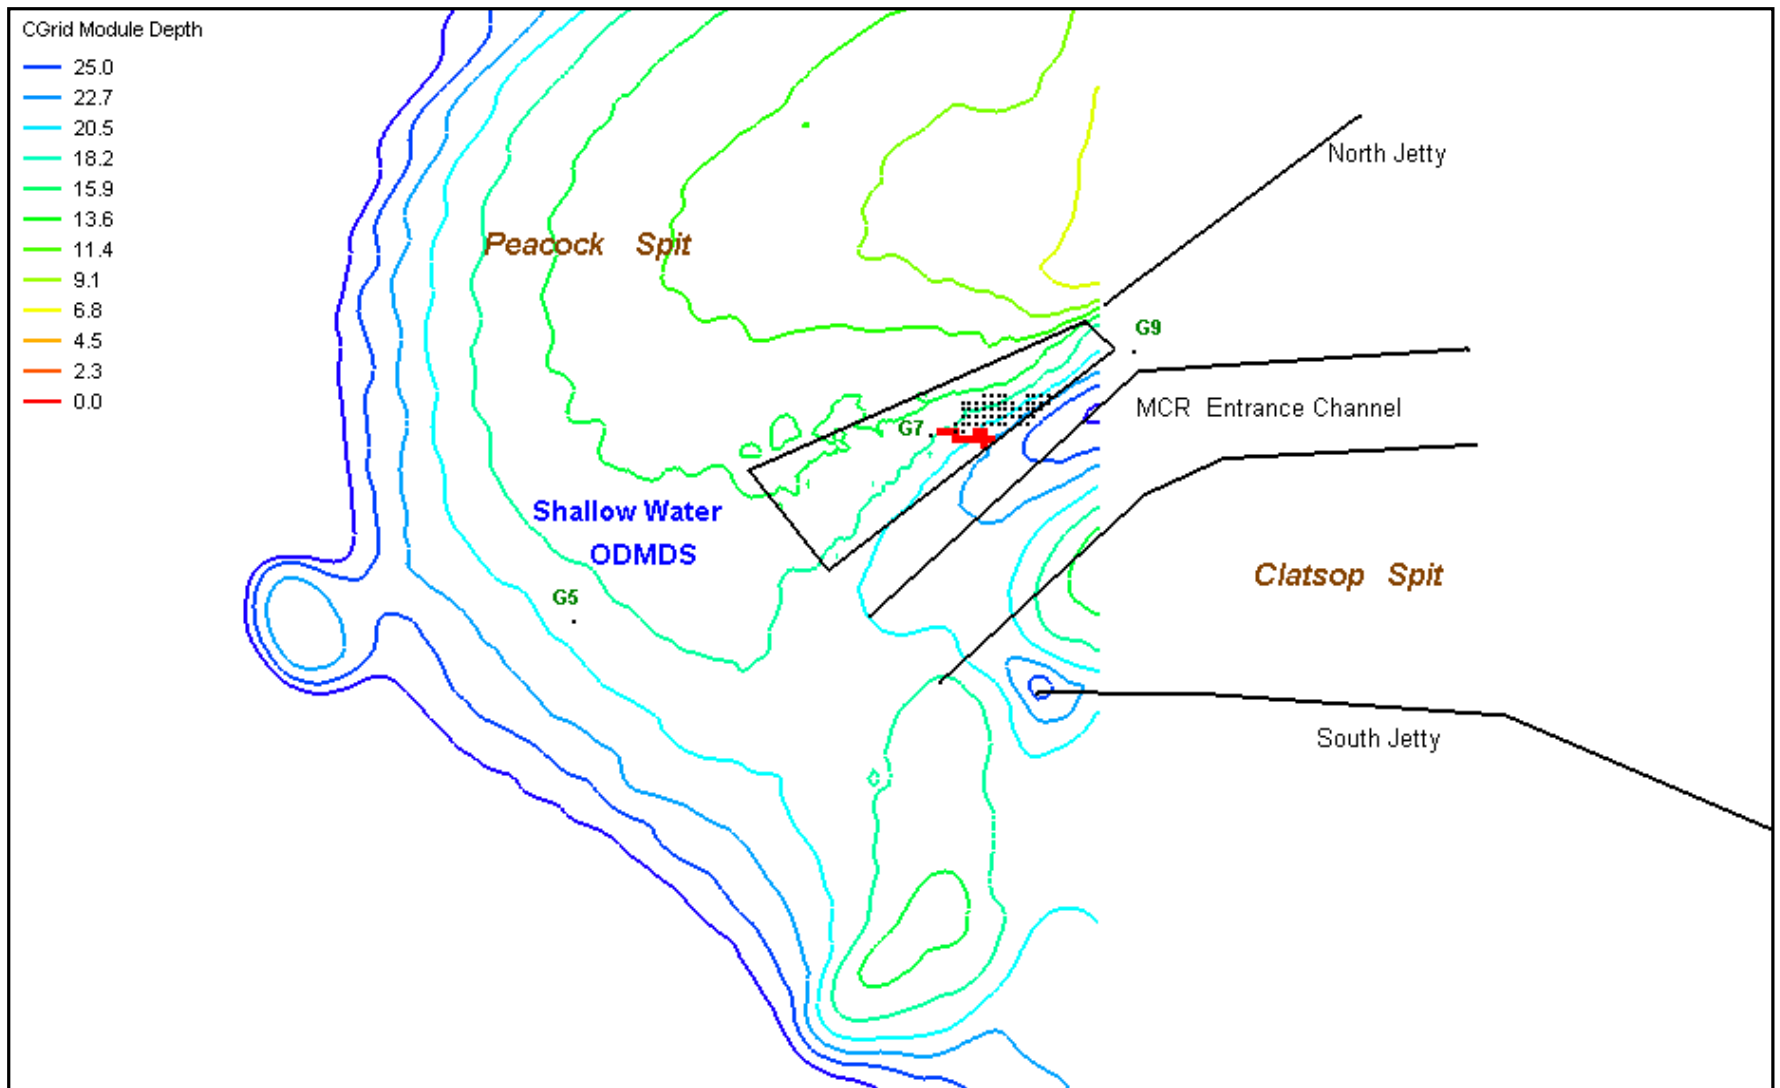 CGrid Module Depth
25.0
22.7
20.5
18.2
15.9
13.6
11.4
9.1
6.8
4.5
2.3
0.0
North Jetty
Peacock Spit
G9
MCR Entrance Channel
G7
Shallow Water
ODMDS
Clatsop Spit
G5
South Jetty